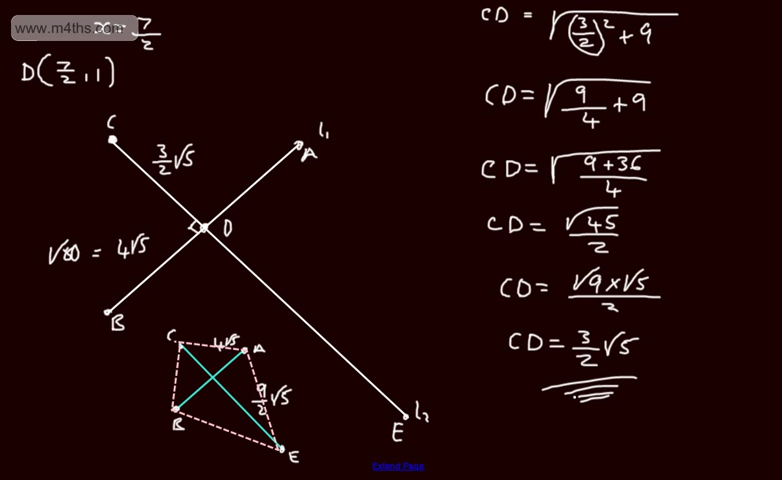 www.m4ths.com
x = 7/2
D(7/2, 1)
C
3/2 √5
l₁
A
D
√80 = 4√5
B
C
4√5
A
9/2 √5
B
E
l₂
E
CD = √((3/2)² + 9)
CD = √(9/4 + 9)
CD = √((9+36)/4)
CD = √45/2
CD = (√9 × √5)/2
CD = 3/2 √5
Extend Page